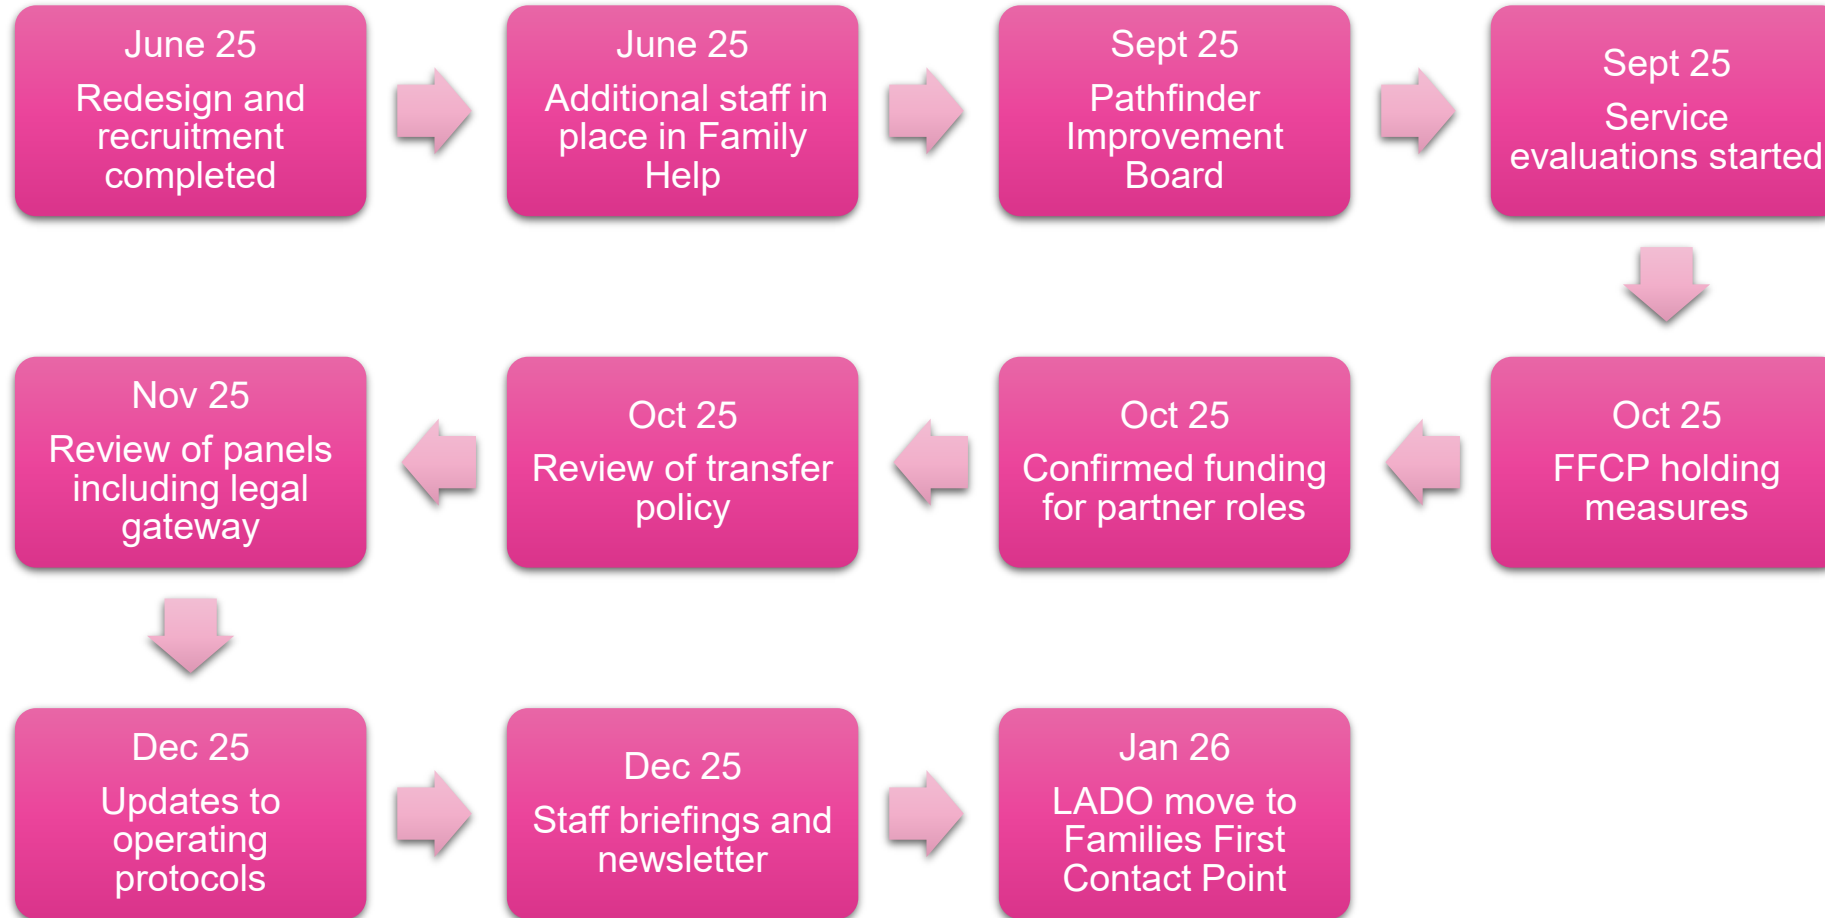 June 25
Redesign and
recruitment
completed
June 25
Additional staff in
place in Family
Help
Sept 25
Pathfinder
Improvement
Board
Sept 25
Service
evaluations started
Oct 25
FFCP holding
measures
Oct 25
Confirmed funding
for partner roles
Oct 25
Review of transfer
policy
Nov 25
Review of panels
including legal
gateway
Dec 25
Updates to
operating
protocols
Dec 25
Staff briefings and
newsletter
Jan 26
LADO move to
Families First
Contact Point